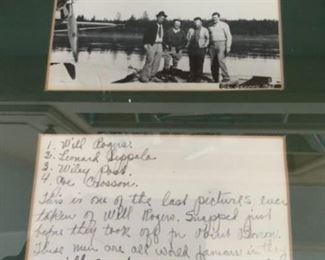 1. Will Rogers.
2. Leonard Seppala
3. Wiley Post.
4. Joe Crosson.
This is one of the last pictures ever
taken of Will Rogers. Snapped just
before they took off for Point Barrow.
These men are all world famous in they